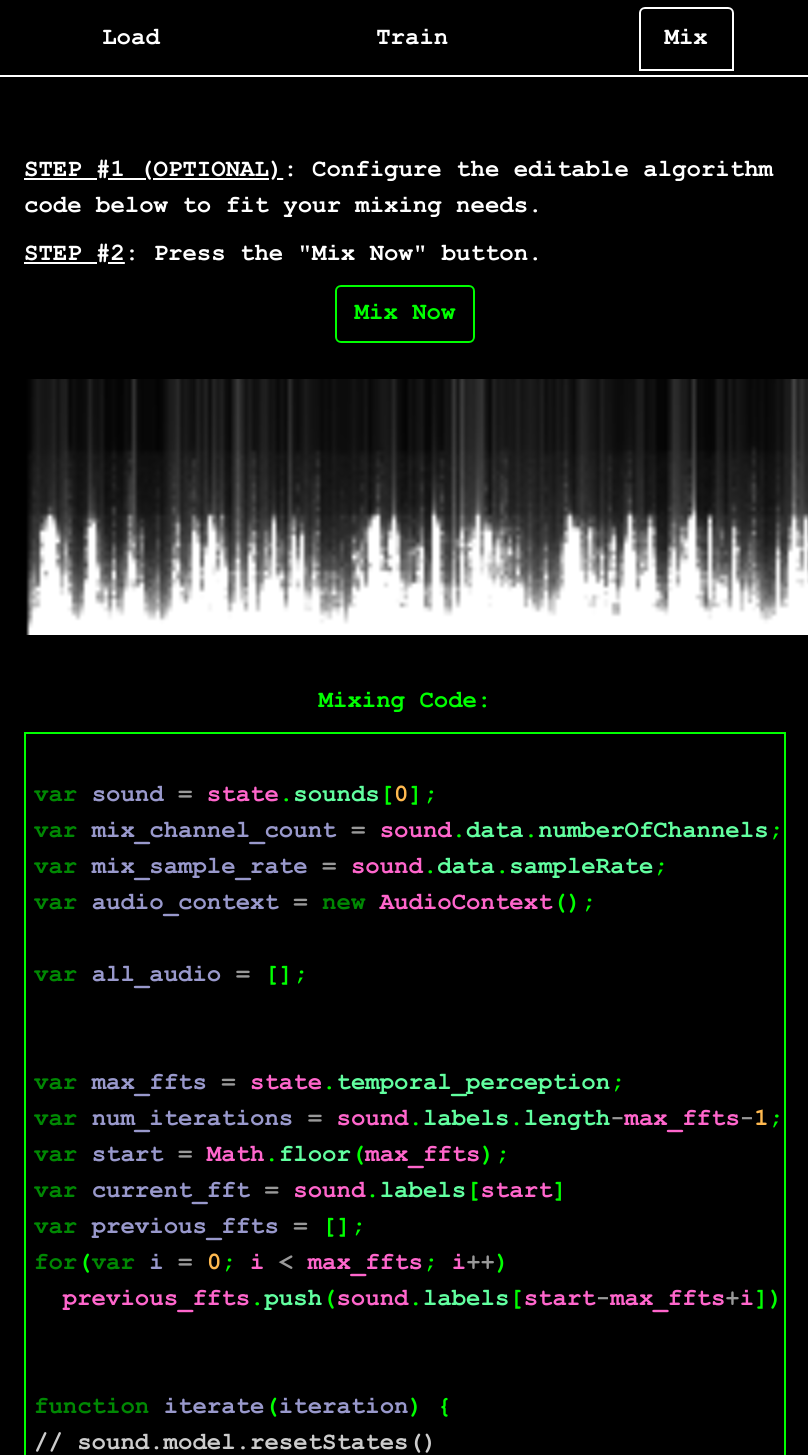 Load Train Mix
STEP #1 (OPTIONAL): Configure the editable algorithm
code below to fit your mixing needs.
STEP #2: Press the "Mix Now" button.
Mix Now
Mixing Code:
var sound = state.sounds[0];
var mix_channel_count = sound.data.numberOfChannels;
var mix_sample_rate = sound.data.sampleRate;
var audio_context = new AudioContext();
var all_audio = [];
var max_ffts = state.temporal_perception;
var num_iterations = sound.labels.length-max_ffts-1;
var start = Math.floor(max_ffts);
var current_fft = sound.labels[start]
var previous_ffts = [];
for(var i = 0; i < max_ffts; i++)
  previous_ffts.push(sound.labels[start-max_ffts+i])
function iterate(iteration) {
// sound.model.resetStates()